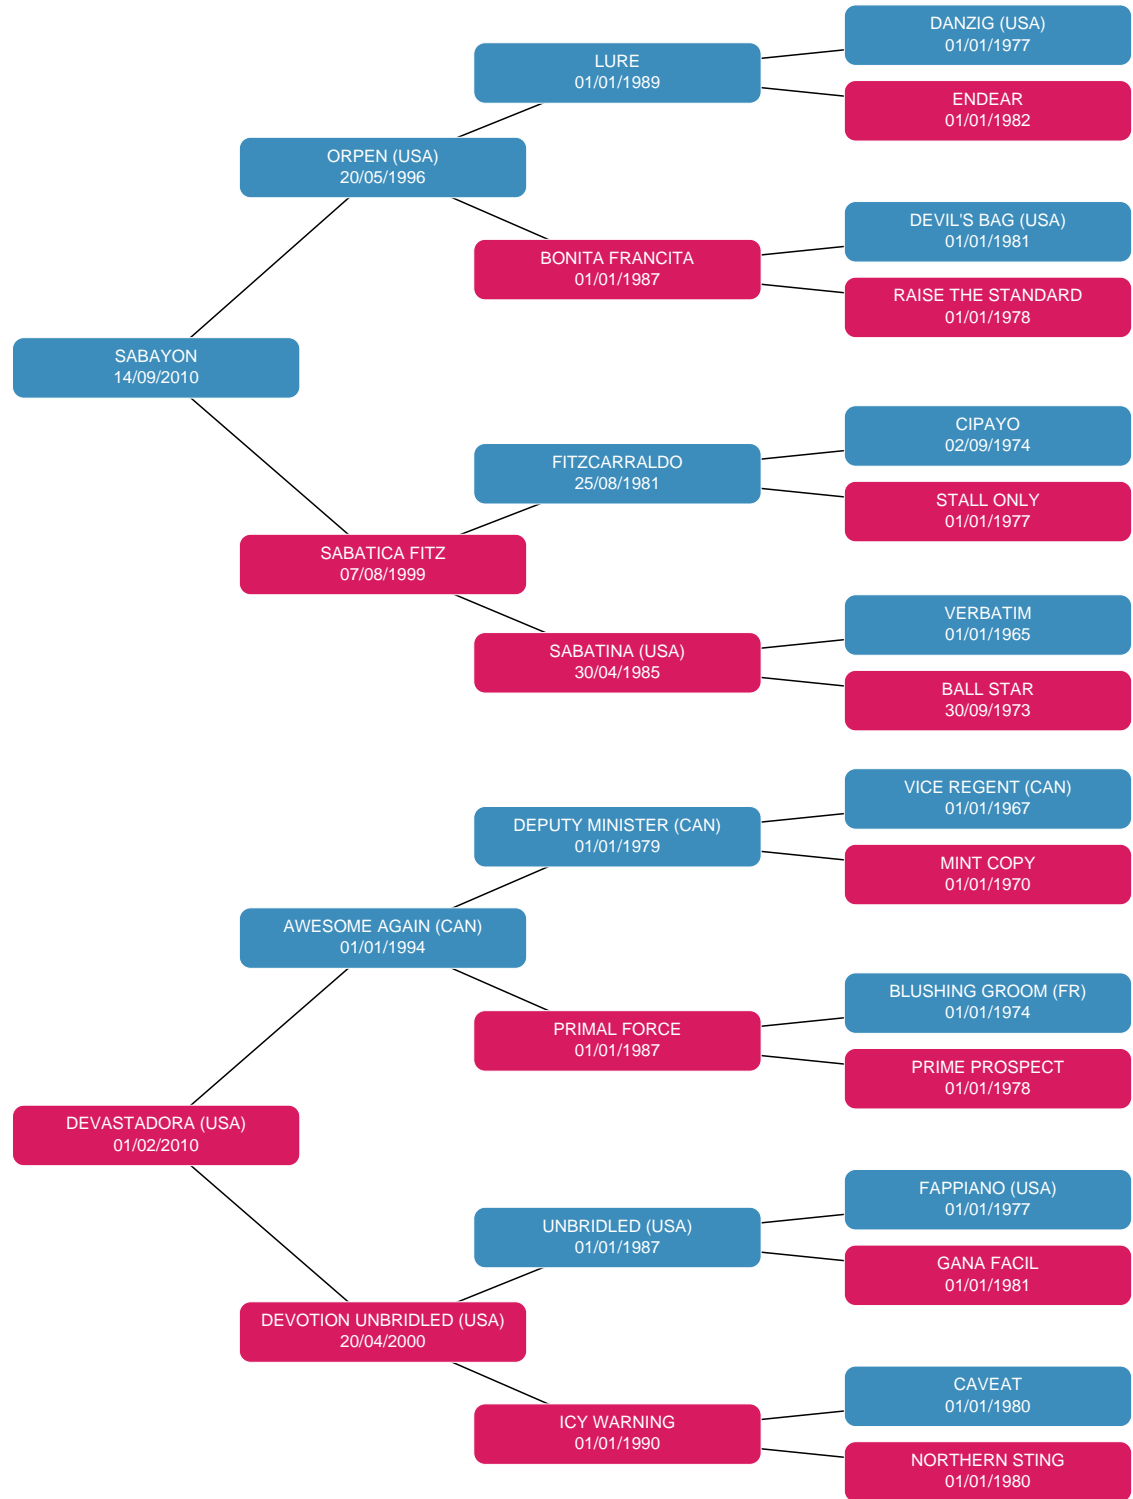 DANZIG (USA)
01/01/1977
LURE
01/01/1989
ENDEAR
01/01/1982
ORPEN (USA)
20/05/1996
DEVIL'S BAG (USA)
01/01/1981
BONITA FRANCITA
01/01/1987
RAISE THE STANDARD
01/01/1978
SABAYON
14/09/2010
CIPAYO
02/09/1974
FITZCARRALDO
25/08/1981
STALL ONLY
01/01/1977
SABATICA FITZ
07/08/1999
VERBATIM
01/01/1965
SABATINA (USA)
30/04/1985
BALL STAR
30/09/1973
VICE REGENT (CAN)
01/01/1967
DEPUTY MINISTER (CAN)
01/01/1979
MINT COPY
01/01/1970
AWESOME AGAIN (CAN)
01/01/1994
BLUSHING GROOM (FR)
01/01/1974
PRIMAL FORCE
01/01/1987
PRIME PROSPECT
01/01/1978
DEVASTADORA (USA)
01/02/2010
FAPPIANO (USA)
01/01/1977
UNBRIDLED (USA)
01/01/1987
GANA FACIL
01/01/1981
DEVOTION UNBRIDLED (USA)
20/04/2000
CAVEAT
01/01/1980
ICY WARNING
01/01/1990
NORTHERN STING
01/01/1980